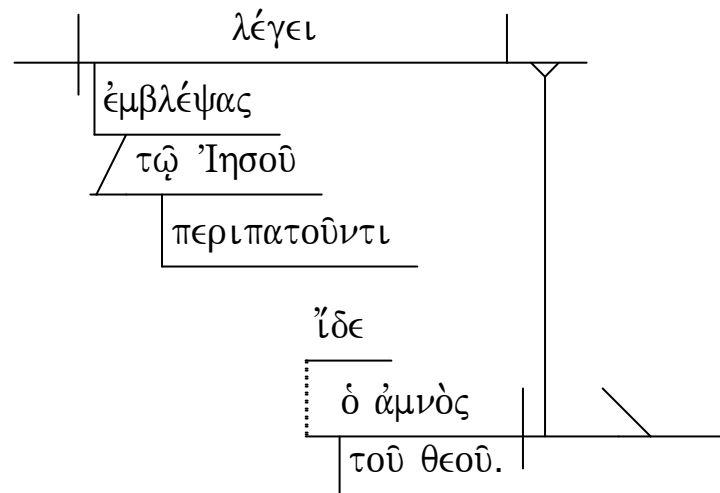 λέγει
ἐμβλέψας
τῷ Ἰησοῦ
περιπατοῦντι
ἴδε
ὁ ἀμνὸς
τοῦ θεοῦ.